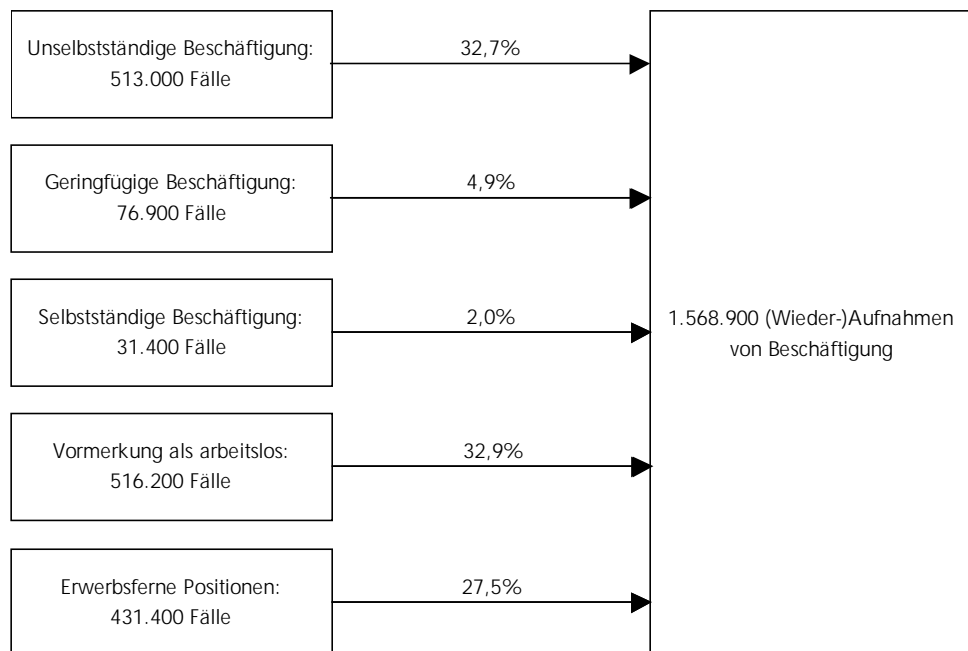 Unselbstständige Beschäftigung:
513.000 Fälle
32,7%
Geringfügige Beschäftigung:
76.900 Fälle
4,9%
Selbstständige Beschäftigung:
31.400 Fälle
2,0%
1.568.900 (Wieder-)Aufnahmen
von Beschäftigung
Vormerkung als arbeitslos:
516.200 Fälle
32,9%
Erwerbsferne Positionen:
431.400 Fälle
27,5%